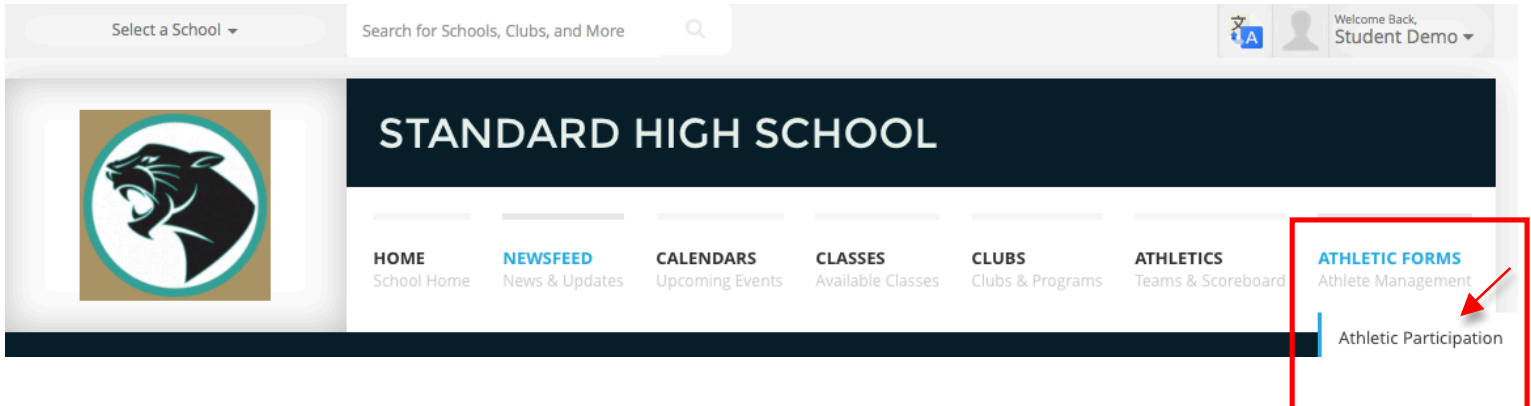 Select a School
Search for Schools, Clubs, and More
文 A
Welcome Back,
Student Demo
STANDARD HIGH SCHOOL
HOME
School Home
NEWSFEED
News & Updates
CALENDARS
Upcoming Events
CLASSES
Available Classes
CLUBS
Clubs & Programs
ATHLETICS
Teams & Scoreboard
ATHLETIC FORMS
Athlete Management
Athletic Participation